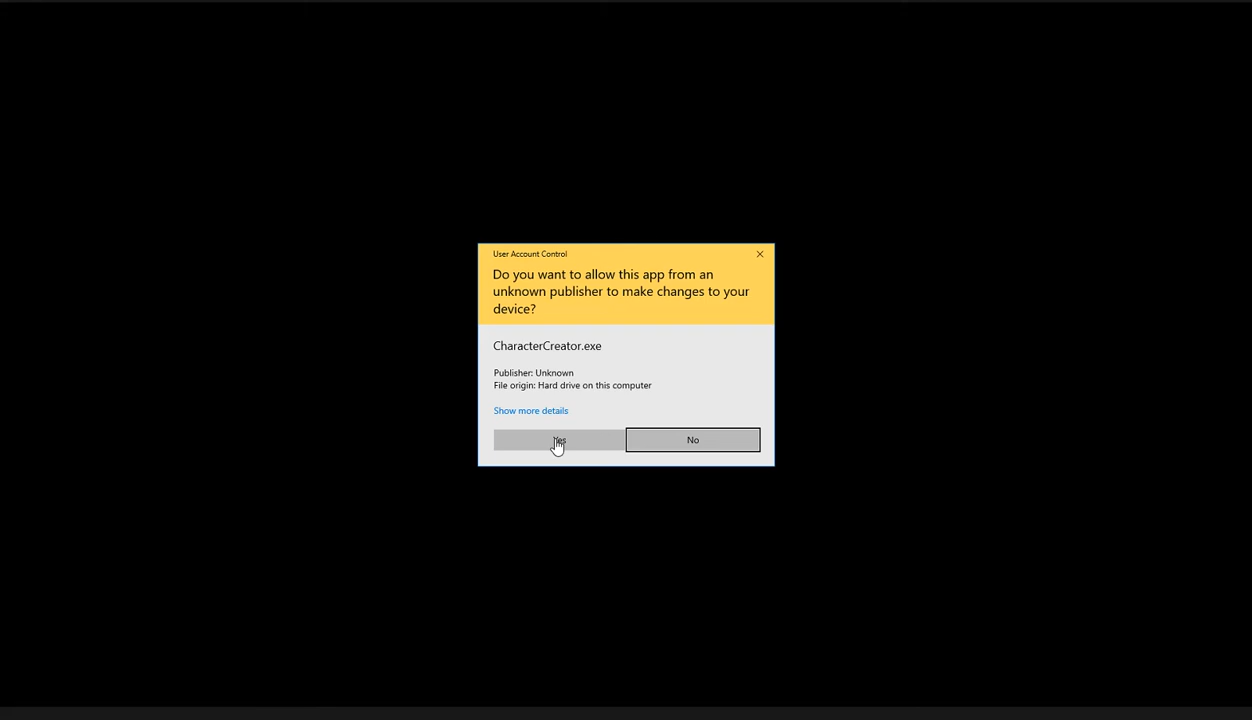 User Account Control
Do you want to allow this app from an
unknown publisher to make changes to your
device?
CharacterCreator.exe
Publisher: Unknown
File origin: Hard drive on this computer
Show more details
Yes
No